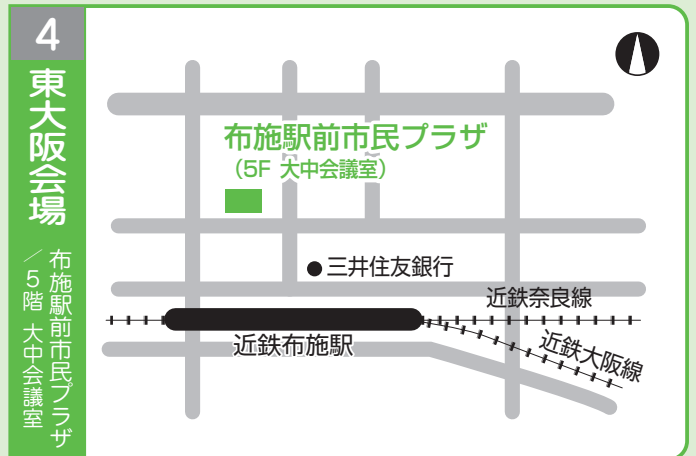 4
東大阪会場
布施駅前市民プラザ
／5階 大中会議室
布施駅前市民プラザ
（5F 大中会議室）
三井住友銀行
近鉄奈良線
近鉄布施駅
近鉄大阪線